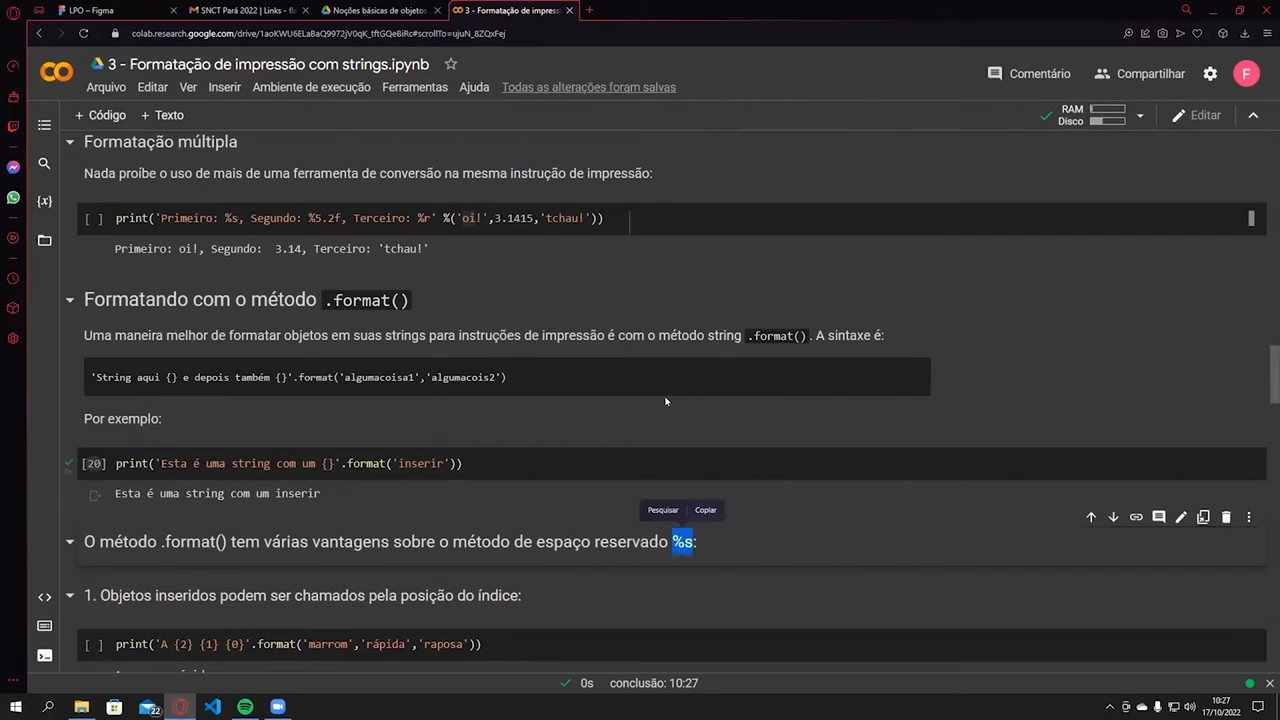 LPO – Figma
SNCT Pará 2022 | Links - fla
Noções básicas de objetos
3 - Formatação de impress
colab.research.google.com/drive/1aoKWU6ELaBaQ9972jV0qK_tftGQeBiRc#scrollTo=ujuN_8ZQxFej
3 - Formatação de impressão com strings.ipynb
Comentário
Compartilhar
F
Arquivo Editar Ver Inserir Ambiente de execução Ferramentas Ajuda Todas as alterações foram salvas
+ Código + Texto
RAM
Disco
Editar
Formatação múltipla
Nada proíbe o uso de mais de uma ferramenta de conversão na mesma instrução de impressão:
[ ] print('Primeiro: %s, Segundo: %5.2f, Terceiro: %r' %('oi!',3.1415,'tchau!'))
Primeiro: oi!, Segundo:  3.14, Terceiro: 'tchau!'
Formatando com o método .format()
Uma maneira melhor de formatar objetos em suas strings para instruções de impressão é com o método string .format(). A sintaxe é:
'String aqui {} e depois também {}'.format('algumacoisa1','algumacois2')
Por exemplo:
[20] print('Esta é uma string com um {}'.format('inserir'))
0s
Esta é uma string com um inserir
Pesquisar Copiar
O método .format() tem várias vantagens sobre o método de espaço reservado %s:
1. Objetos inseridos podem ser chamados pela posição do índice:
[ ] print('A {2} {1} {0}'.format('marrom','rápida','raposa'))
0s conclusão: 10:27
22
10:27
17/10/2022